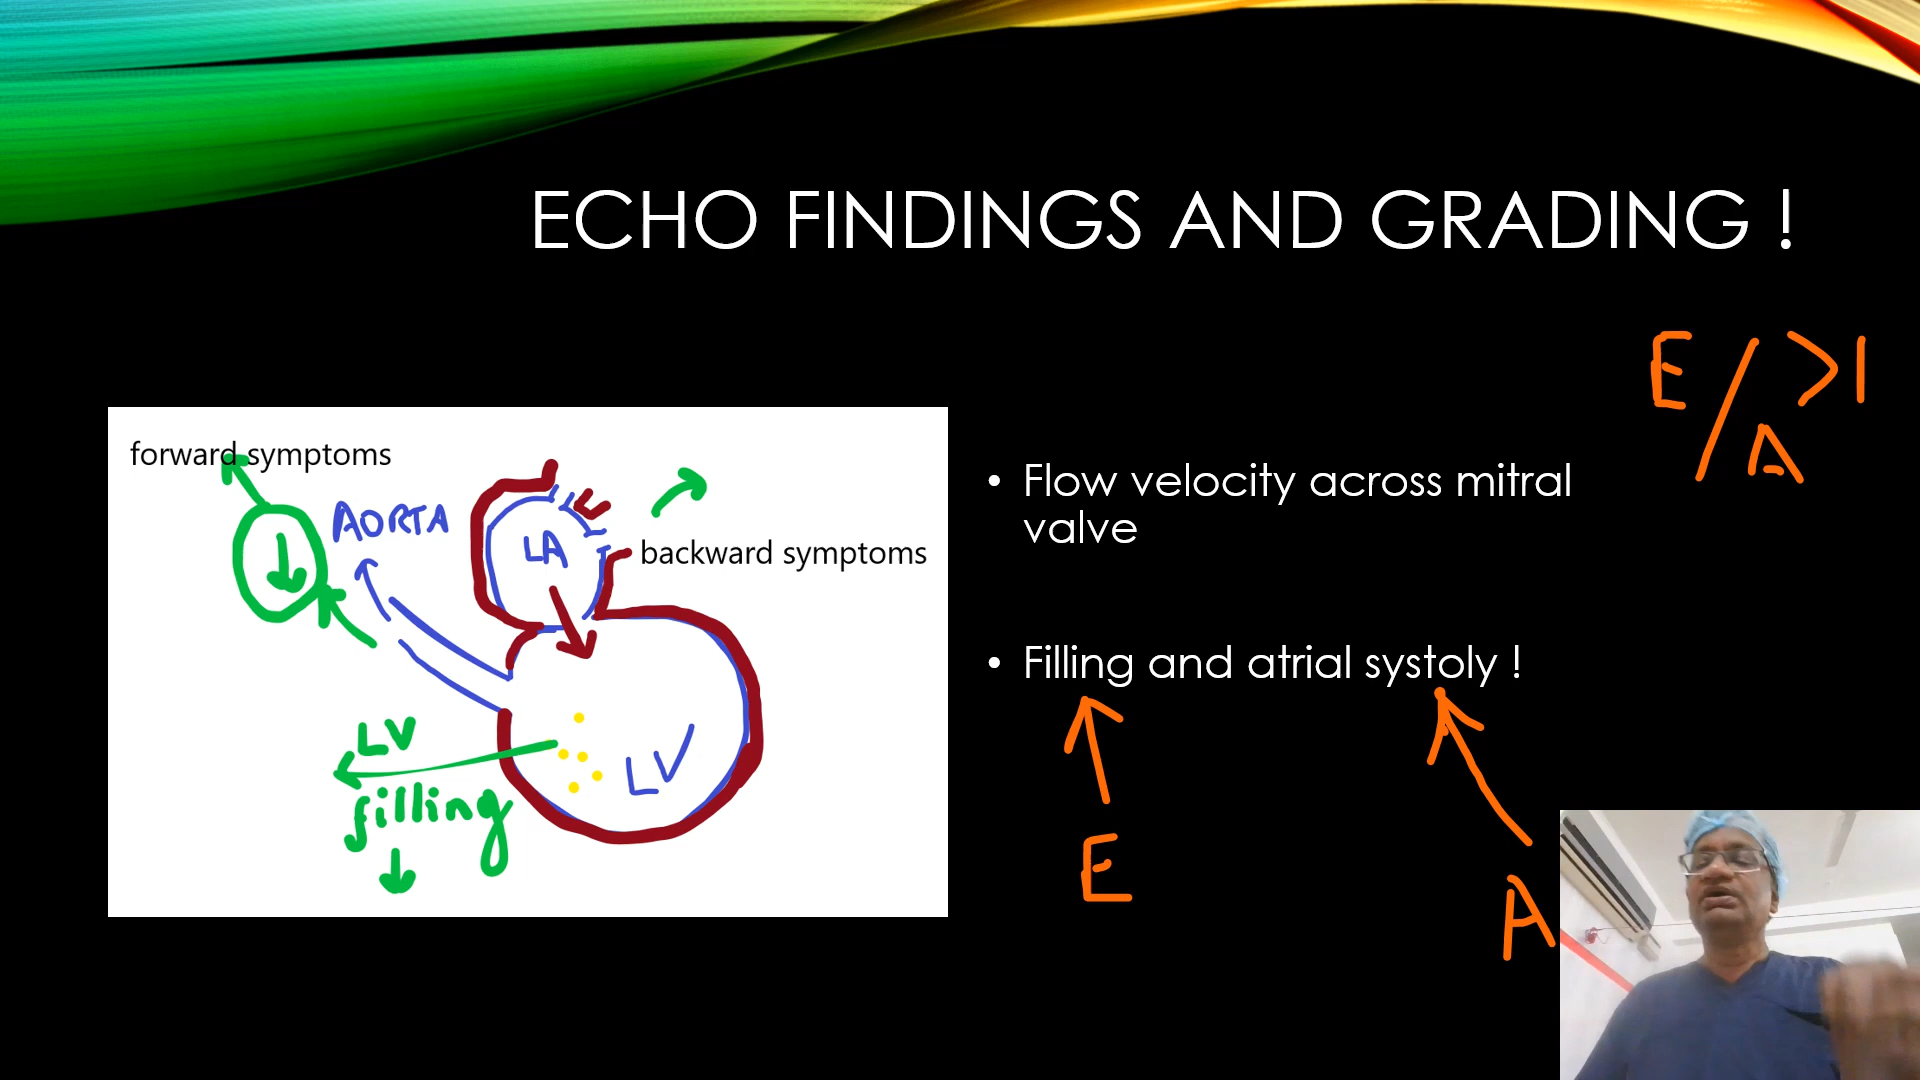 ECHO FINDINGS AND GRADING !
E/A >1
forward symptoms
AORTA
LA
backward symptoms
LV
filling
LV
• Flow velocity across mitral
valve
• Filling and atrial systoly !
E
A